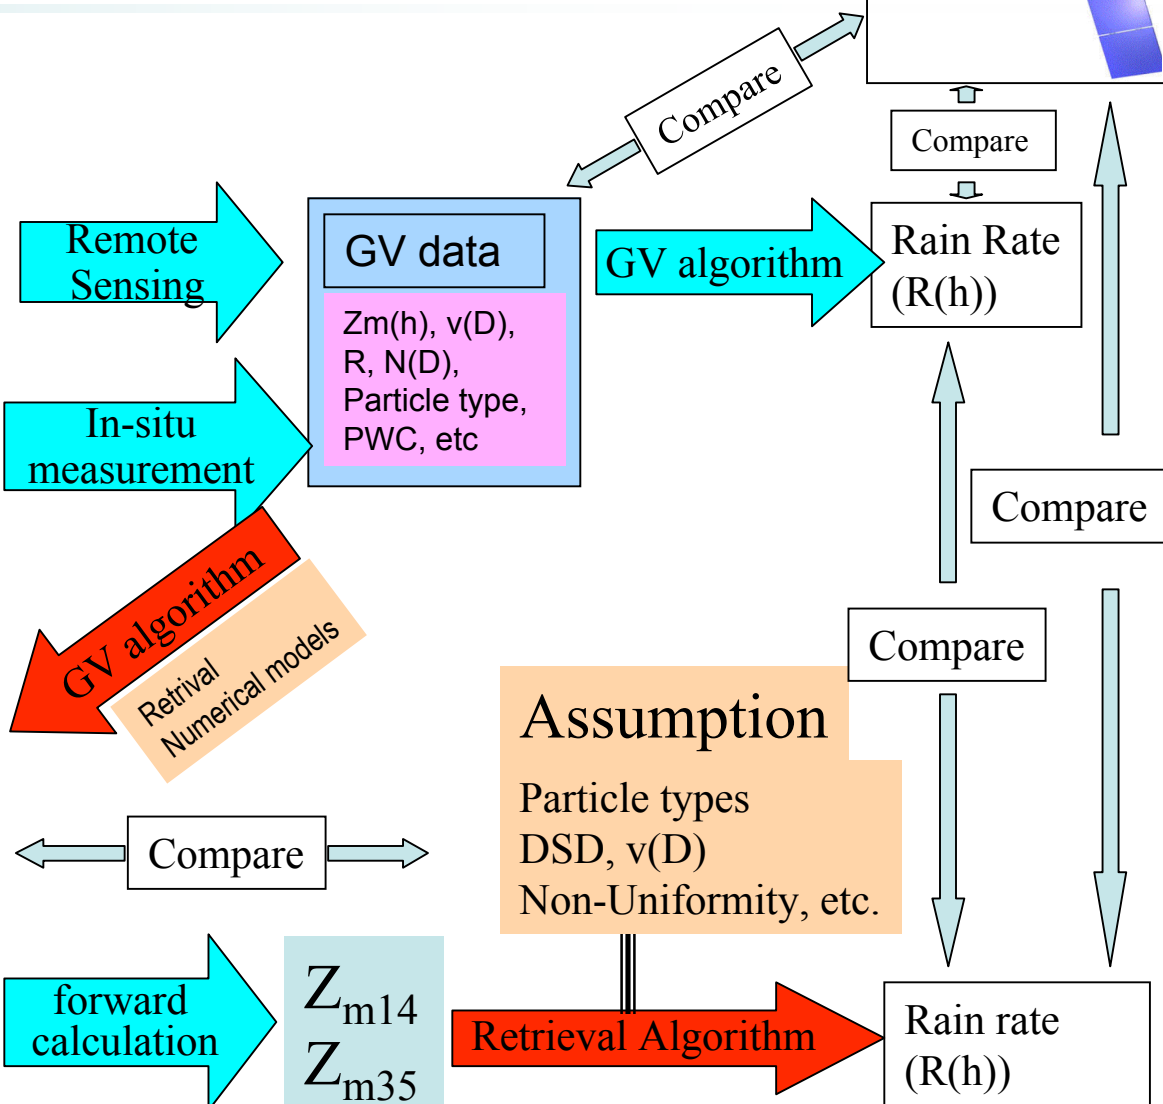 Compare
Compare
Remote
Sensing
GV data
Zm(h), v(D),
R, N(D),
Particle type,
PWC, etc
GV algorithm
Rain Rate
(R(h))
In-situ
measurement
Compare
GV algorithm
Retrival
Numerical models
Compare
Assumption
Particle types
DSD, v(D)
Non-Uniformity, etc.
Compare
forward
calculation
Zm14
Zm35
Retrieval Algorithm
Rain rate
(R(h))